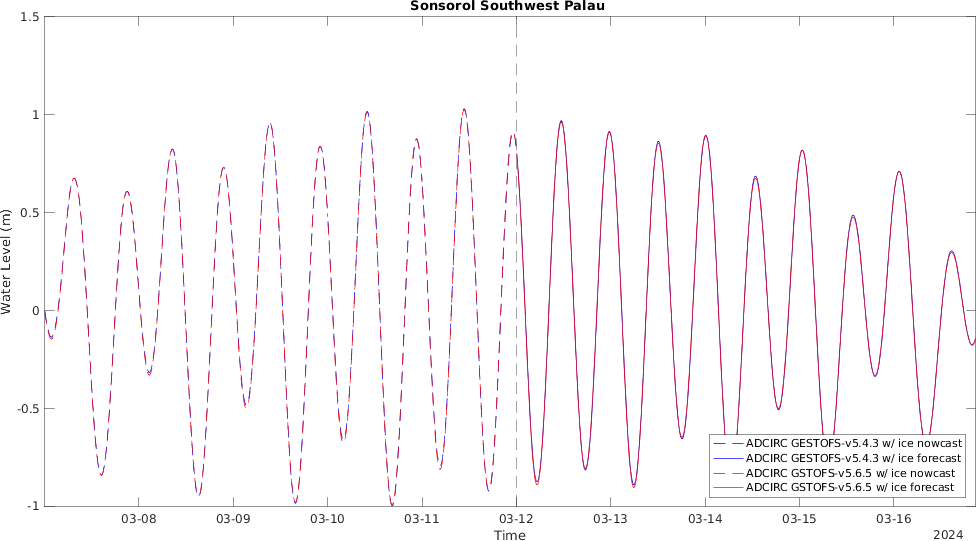 Sonsorol Southwest Palau
1.5
1
0.5
0
-0.5
-1
Water Level (m)
ADCIRC GESTOFS-v5.4.3 w/ ice nowcast
ADCIRC GESTOFS-v5.4.3 w/ ice forecast
ADCIRC GSTOFS-v5.6.5 w/ ice nowcast
ADCIRC GSTOFS-v5.6.5 w/ ice forecast
03-08 03-09 03-10 03-11 03-12 03-13 03-14 03-15 03-16
Time
2024